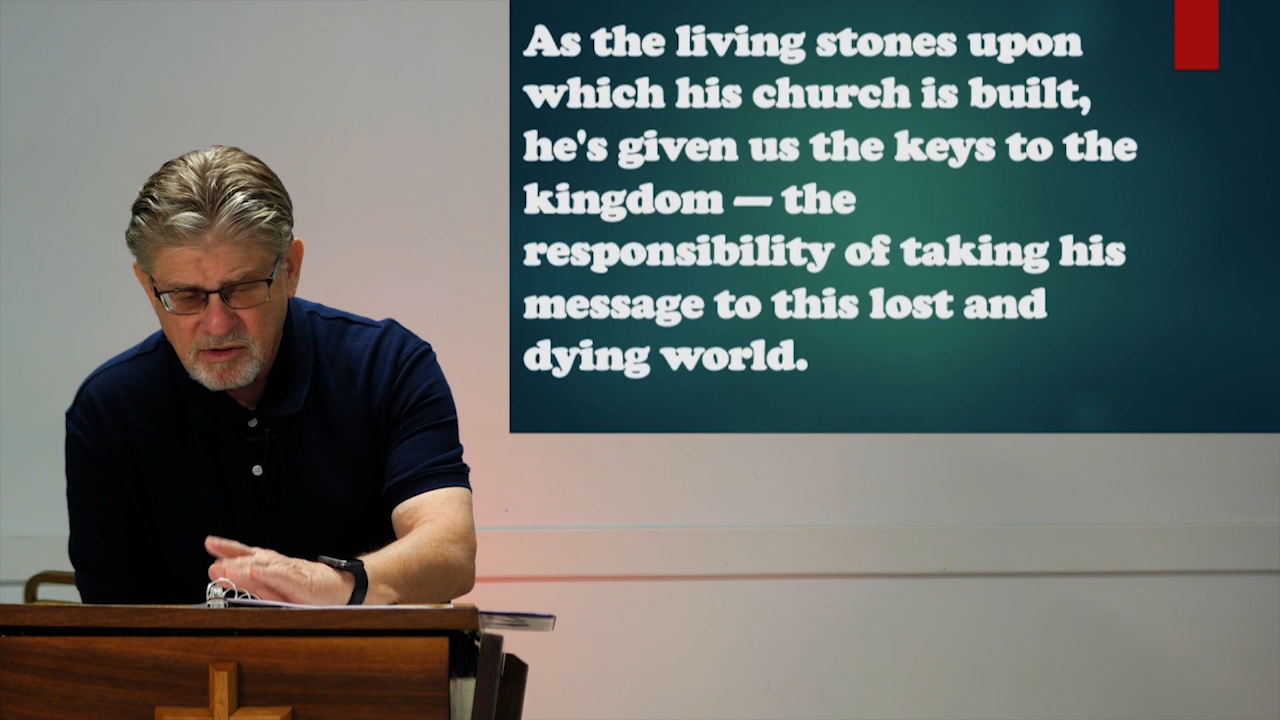 As the living stones upon
which his church is built,
he's given us the keys to the
kingdom — the
responsibility of taking his
message to this lost and
dying world.